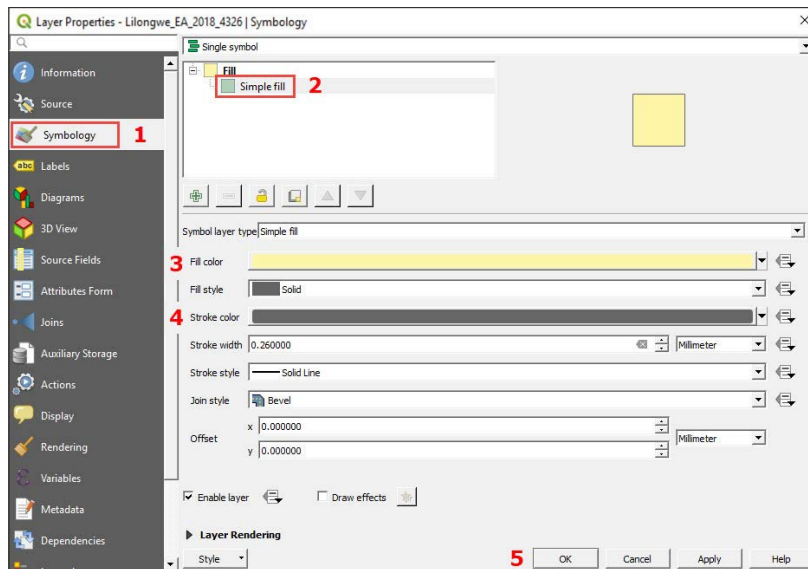 Layer Properties - Lilongwe_EA_2018_4326 | Symbology
Information
Source
Symbology 1
Labels
Diagrams
3D View
Source Fields
Attributes Form
Joins
Auxiliary Storage
Actions
Display
Rendering
Variables
Metadata
Dependencies
Single symbol
Fill
Simple fill 2
Symbol layer type Simple fill
3 Fill color
Fill style Solid
4 Stroke color
Stroke width 0.260000 Millimeter
Stroke style Solid Line
Join style Bevel
Offset x 0.000000 Millimeter
y 0.000000
Enable layer Draw effects
Layer Rendering
Style 5 OK Cancel Apply Help